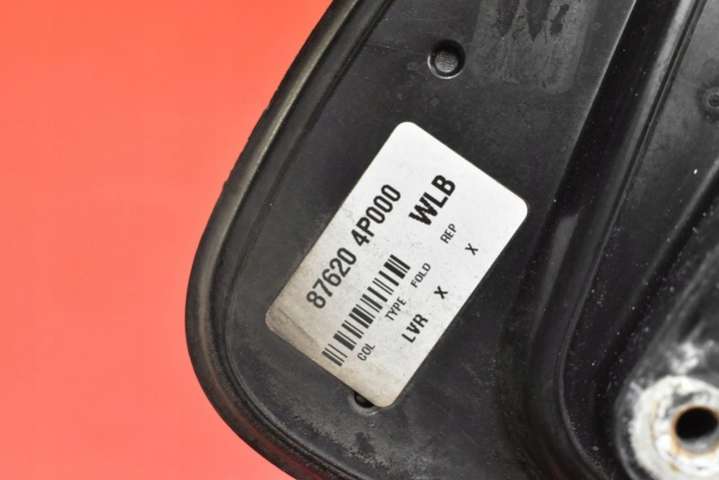 87620 4P000
WLB
COL TYPE FOLD REP
LVR X X